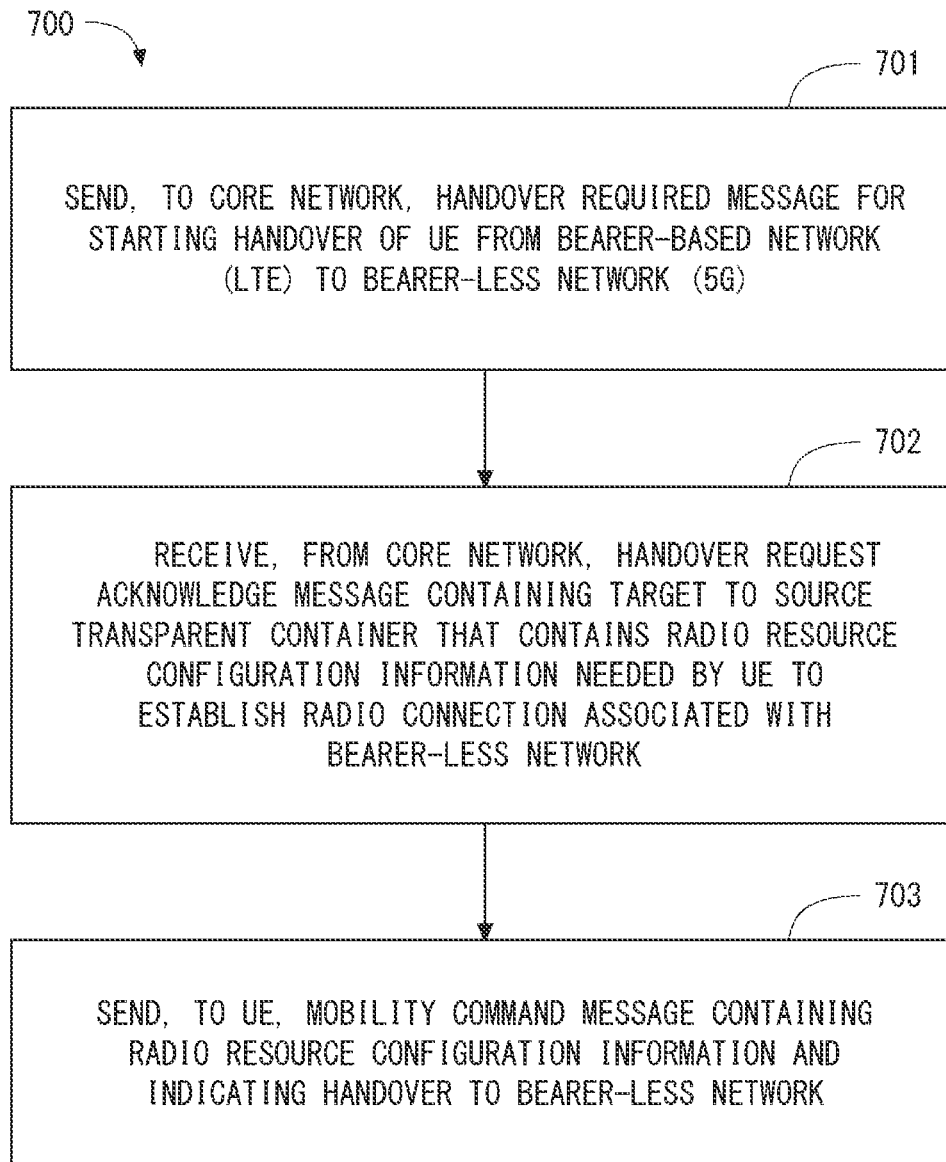 700
701
SEND, TO CORE NETWORK, HANDOVER REQUIRED MESSAGE FOR
STARTING HANDOVER OF UE FROM BEARER-BASED NETWORK
(LTE) TO BEARER-LESS NETWORK (5G)
702
RECEIVE, FROM CORE NETWORK, HANDOVER REQUEST
ACKNOWLEDGE MESSAGE CONTAINING TARGET TO SOURCE
TRANSPARENT CONTAINER THAT CONTAINS RADIO RESOURCE
CONFIGURATION INFORMATION NEEDED BY UE TO
ESTABLISH RADIO CONNECTION ASSOCIATED WITH
BEARER-LESS NETWORK
703
SEND, TO UE, MOBILITY COMMAND MESSAGE CONTAINING
RADIO RESOURCE CONFIGURATION INFORMATION AND
INDICATING HANDOVER TO BEARER-LESS NETWORK